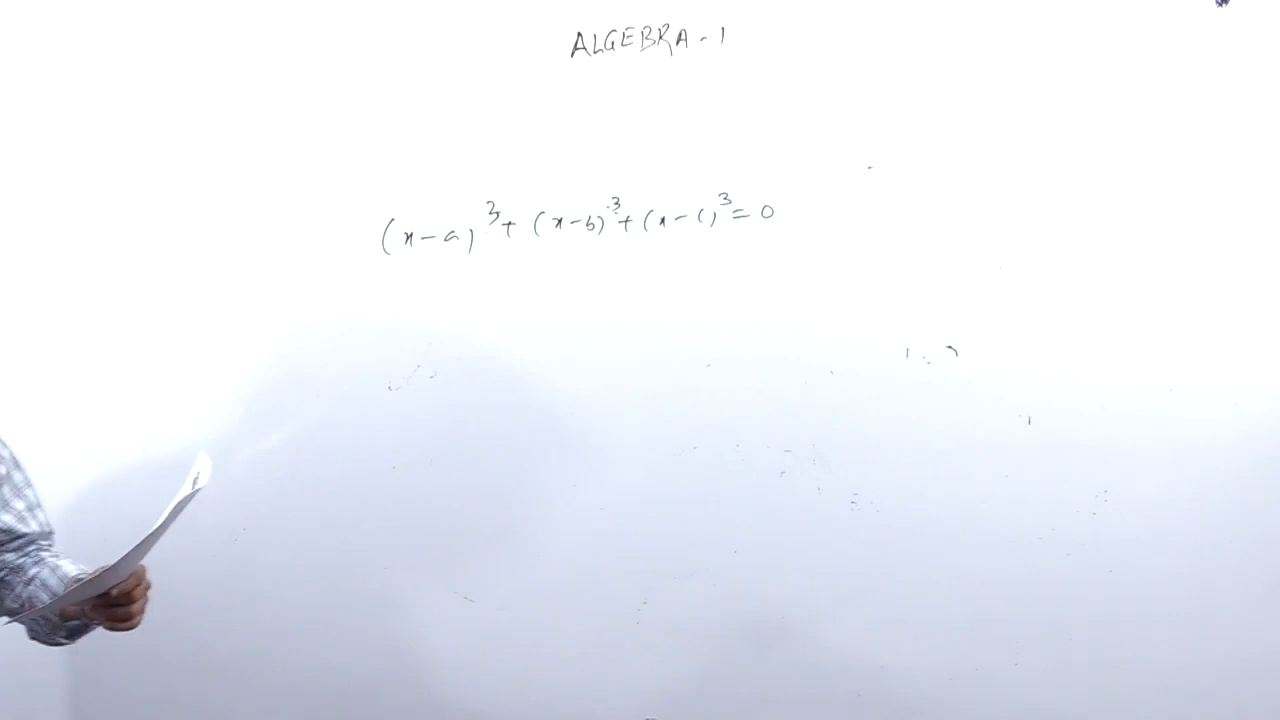 ALGEBRA - 1
(x-a)³ + (x-b)³ + (x-c)³ = 0